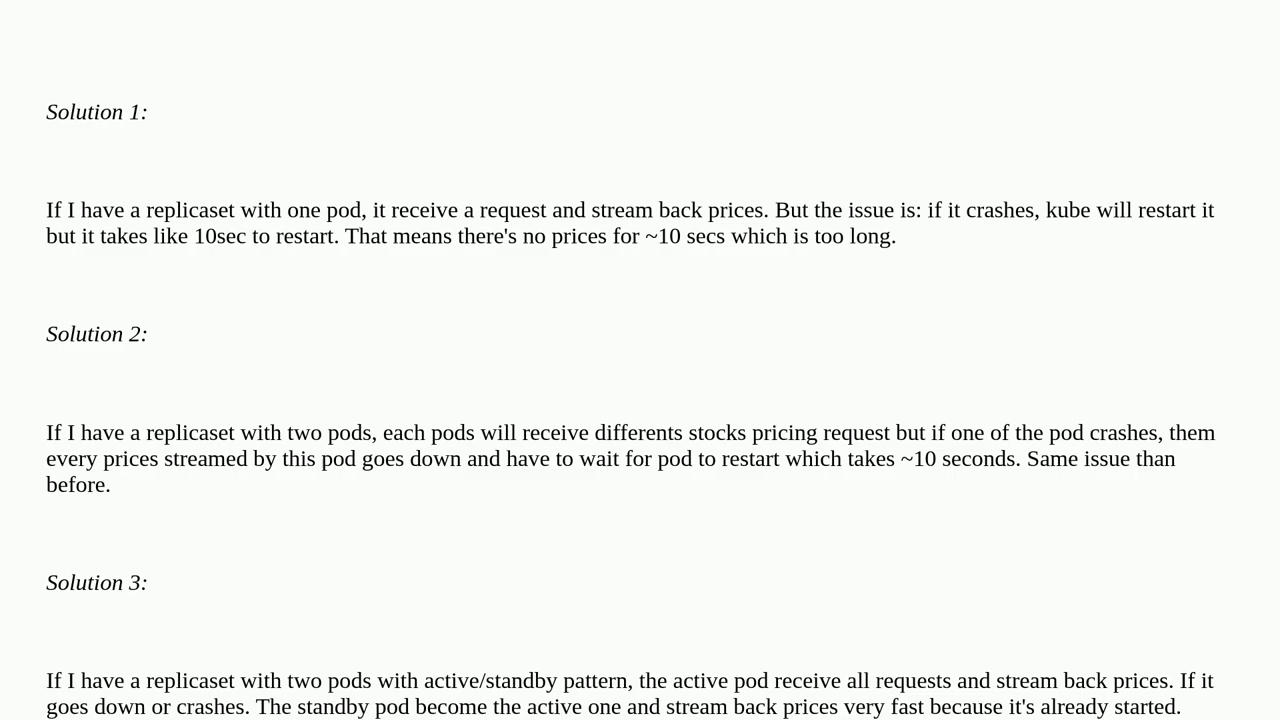 Solution 1:
If I have a replicaset with one pod, it receive a request and stream back prices. But the issue is: if it crashes, kube will restart it
but it takes like 10sec to restart. That means there's no prices for ~10 secs which is too long.
Solution 2:
If I have a replicaset with two pods, each pods will receive differents stocks pricing request but if one of the pod crashes, them
every prices streamed by this pod goes down and have to wait for pod to restart which takes ~10 seconds. Same issue than
before.
Solution 3:
If I have a replicaset with two pods with active/standby pattern, the active pod receive all requests and stream back prices. If it
goes down or crashes. The standby pod become the active one and stream back prices very fast because it's already started.